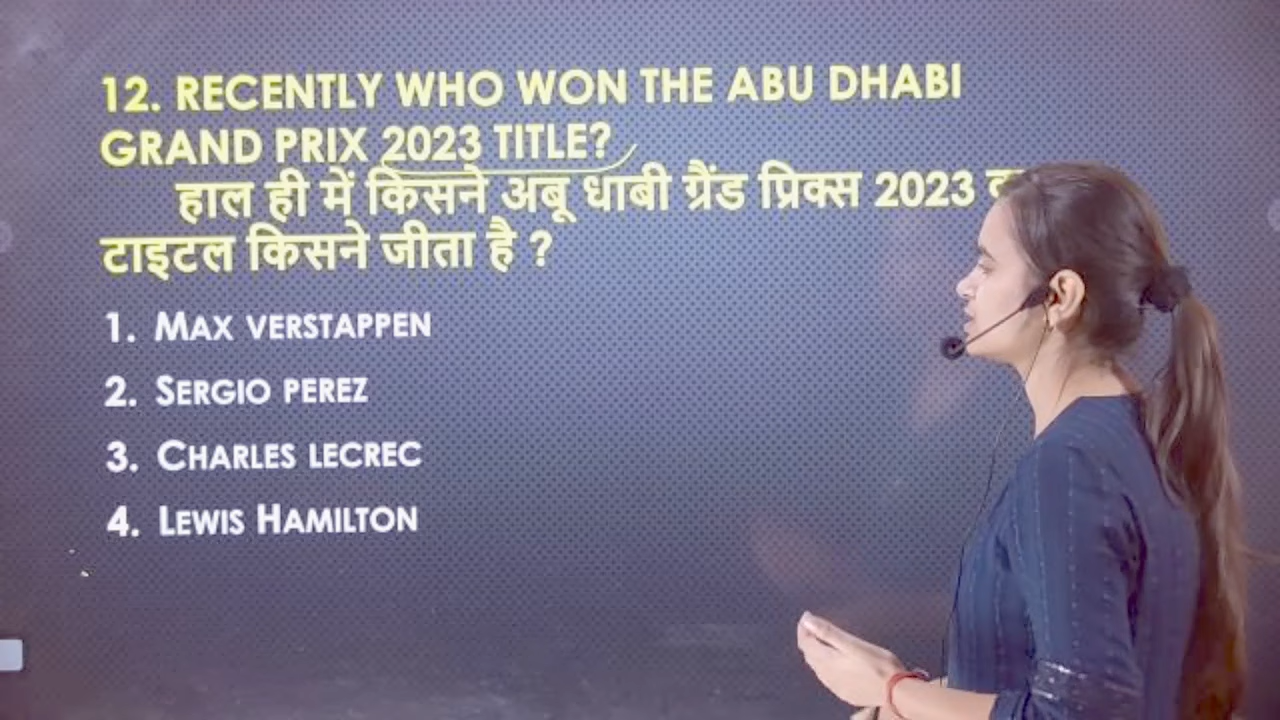 12. RECENTLY WHO WON THE ABU DHABI
GRAND PRIX 2023 TITLE?
हाल ही में किसने अबू धाबी ग्रैंड प्रिक्स 2023
टाइटल किसने जीता है ?
1. MAX VERSTAPPEN
2. SERGIO PEREZ
3. CHARLES LECREC
4. LEWIS HAMILTON